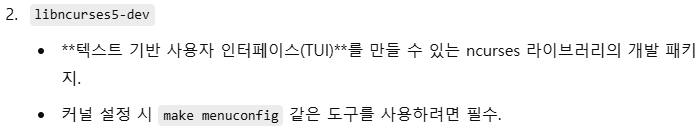 2. libncurses5-dev
• **텍스트 기반 사용자 인터페이스(TUI)**를 만들 수 있는 ncurses 라이브러리의 개발 패키
지.
• 커널 설정 시 make menuconfig 같은 도구를 사용하려면 필수.